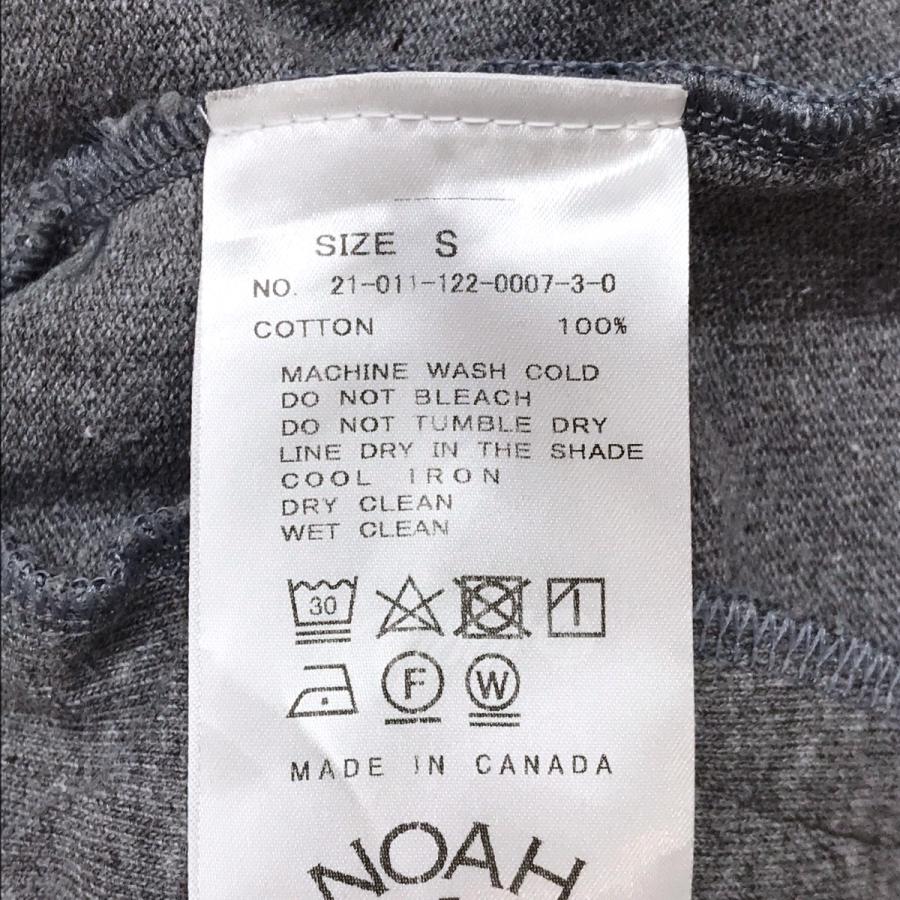 SIZE S
NO. 21-011-122-0007-3-0
COTTON 100%
MACHINE WASH COLD
DO NOT BLEACH
DO NOT TUMBLE DRY
LINE DRY IN THE SHADE
COOL IRON
DRY CLEAN
WET CLEAN
30
F W
MADE IN CANADA
NOAH